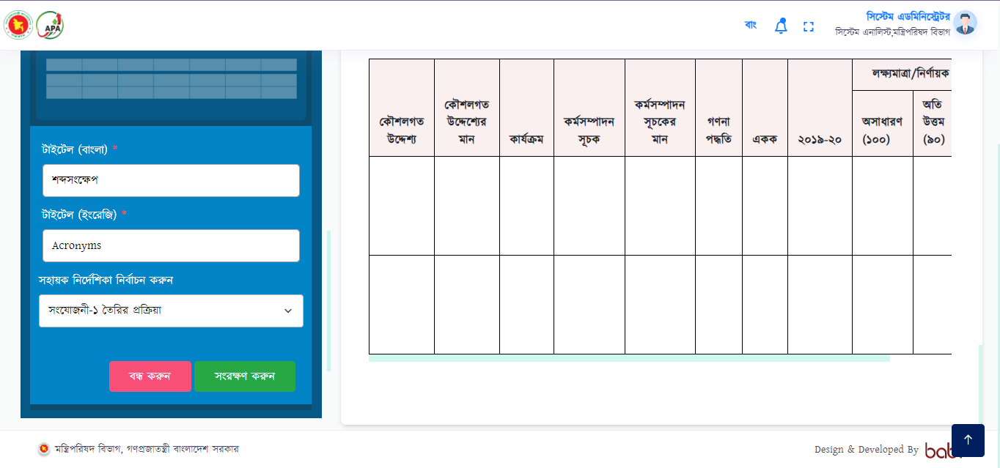 APA
বাং
সিস্টেম এডমিনিস্ট্রেটর
সিস্টেম এনালিস্ট,মন্ত্রিপরিষদ বিভাগ
টাইটেল (বাংলা) *
শব্দসংক্ষেপ
টাইটেল (ইংরেজি) *
Acronyms
সহায়ক নির্দেশিকা নির্বাচন করুন
সংযোজনী-১ তৈরির প্রক্রিয়া
বন্ধ করুন
সংরক্ষণ করুন
কৌশলগত
উদ্দেশ্য
কৌশলগত
উদ্দেশ্যের
মান
কার্যক্রম
কর্মসম্পাদন
সূচক
কর্মসম্পাদন
সূচকের
মান
গণনা
পদ্ধতি
একক
২০১৯-২০
লক্ষ্যমাত্রা/নির্ণায়ক
অসাধারণ
(১০০)
অতি
উত্তম
(৯০)
মন্ত্রিপরিষদ বিভাগ, গণপ্রজাতন্ত্রী বাংলাদেশ সরকার
Design & Developed By